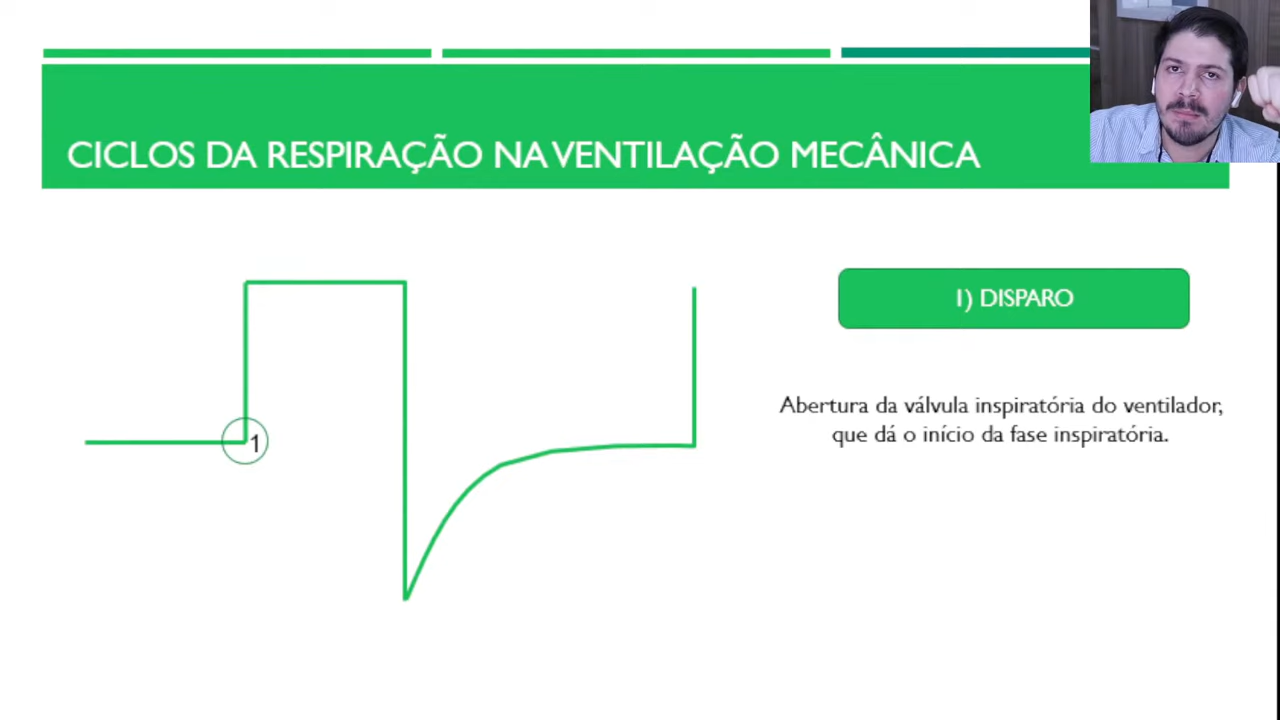 CICLOS DA RESPIRAÇÃO NA VENTILAÇÃO MECÂNICA
1) DISPARO
Abertura da válvula inspiratória do ventilador,
que dá o início da fase inspiratória.
1